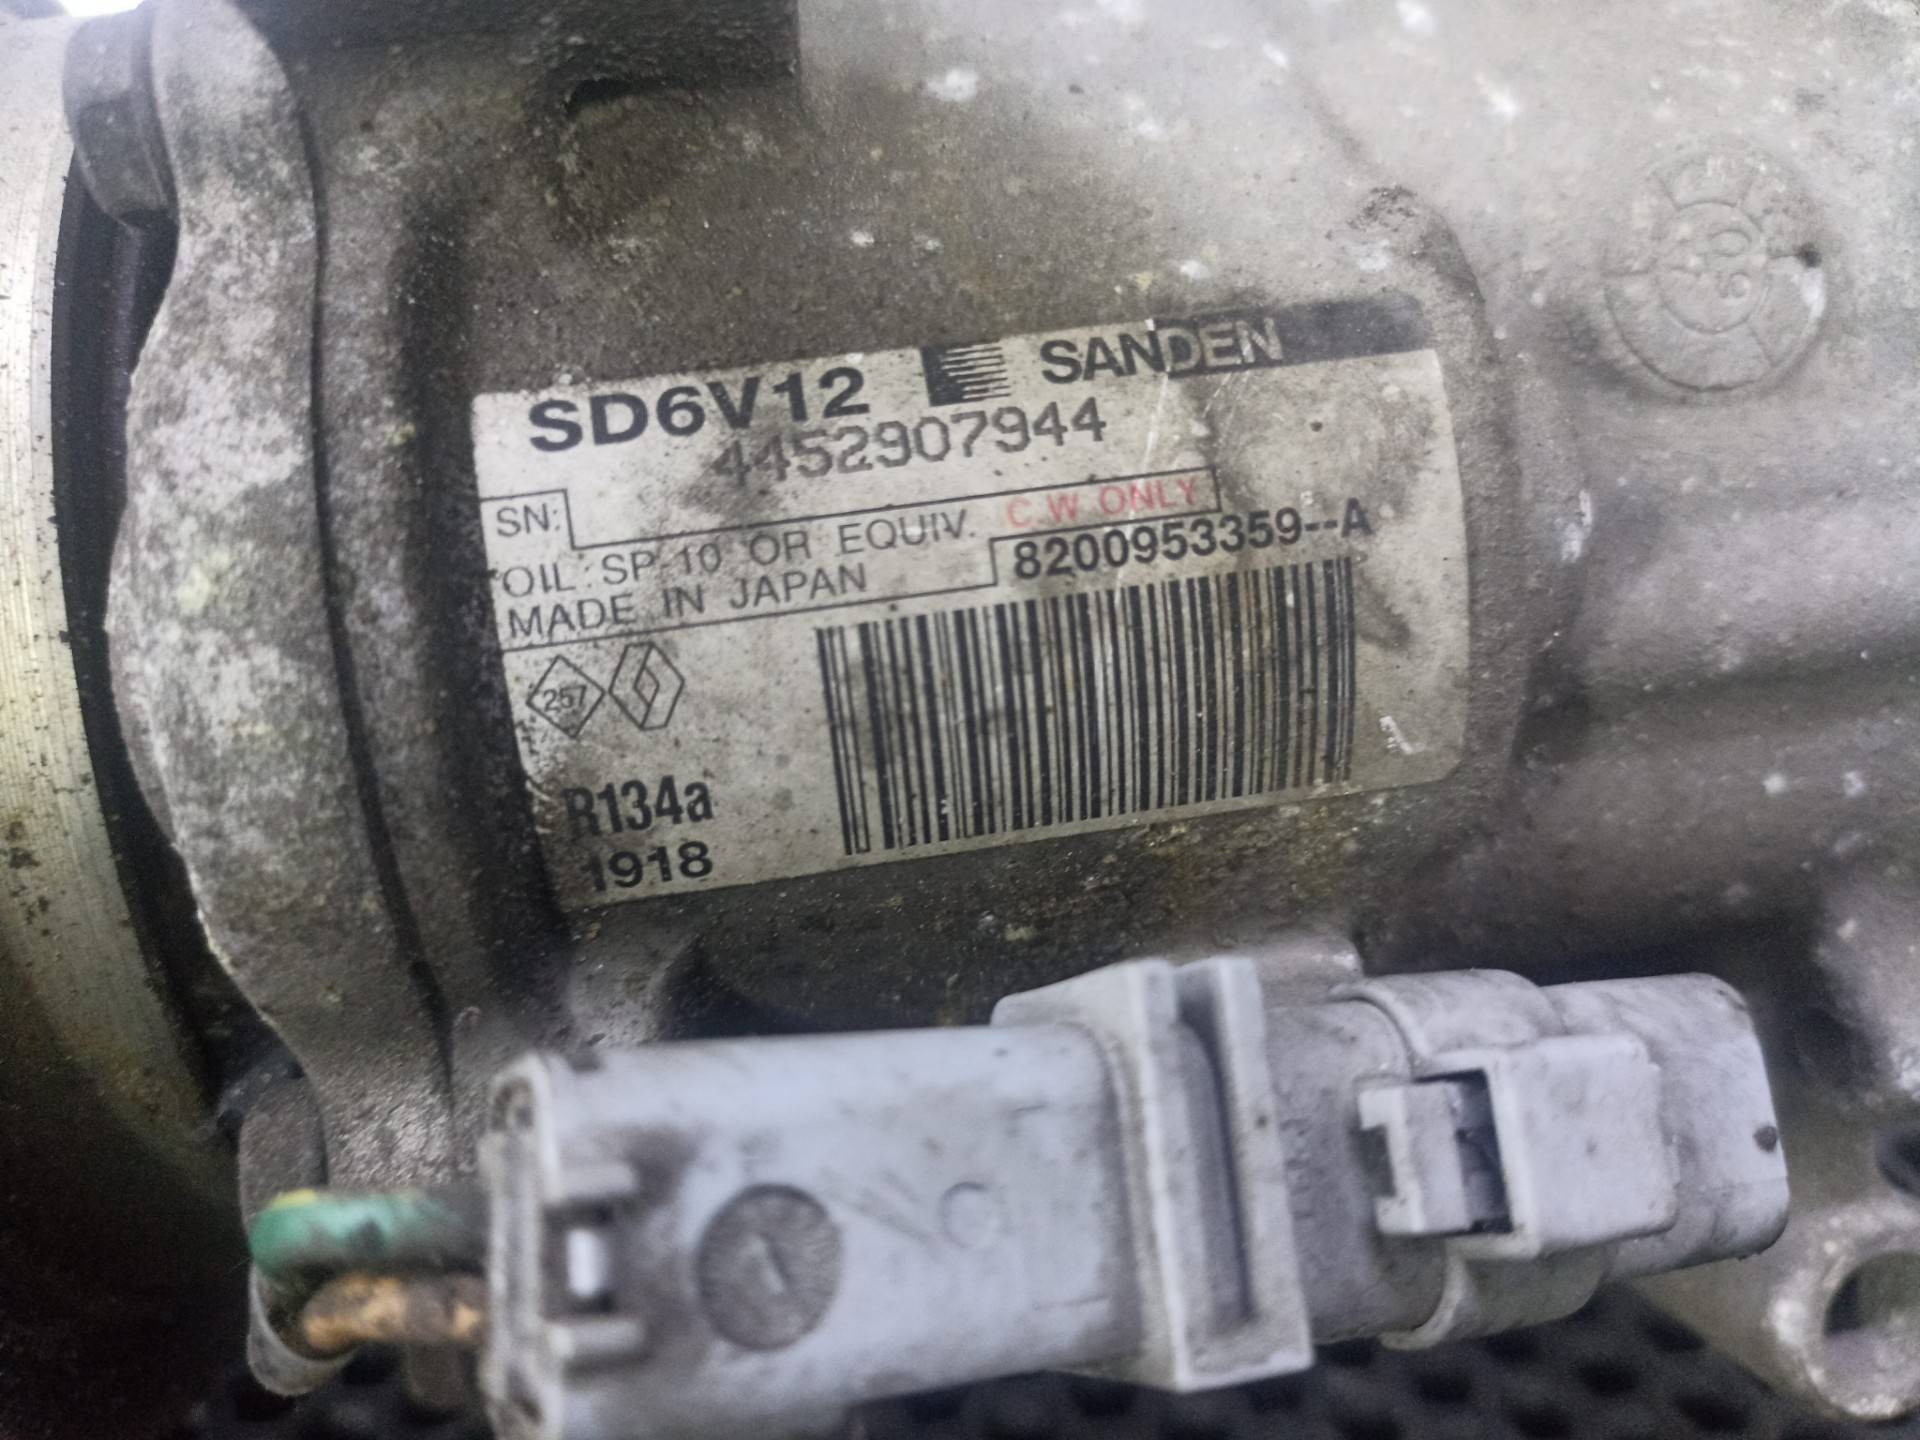 SD6V12 SANDEN
4452907944
SN:
OIL : SP-10 OR EQUIV. C.W ONLY
MADE IN JAPAN 8200953359--A
257
R134a
1918